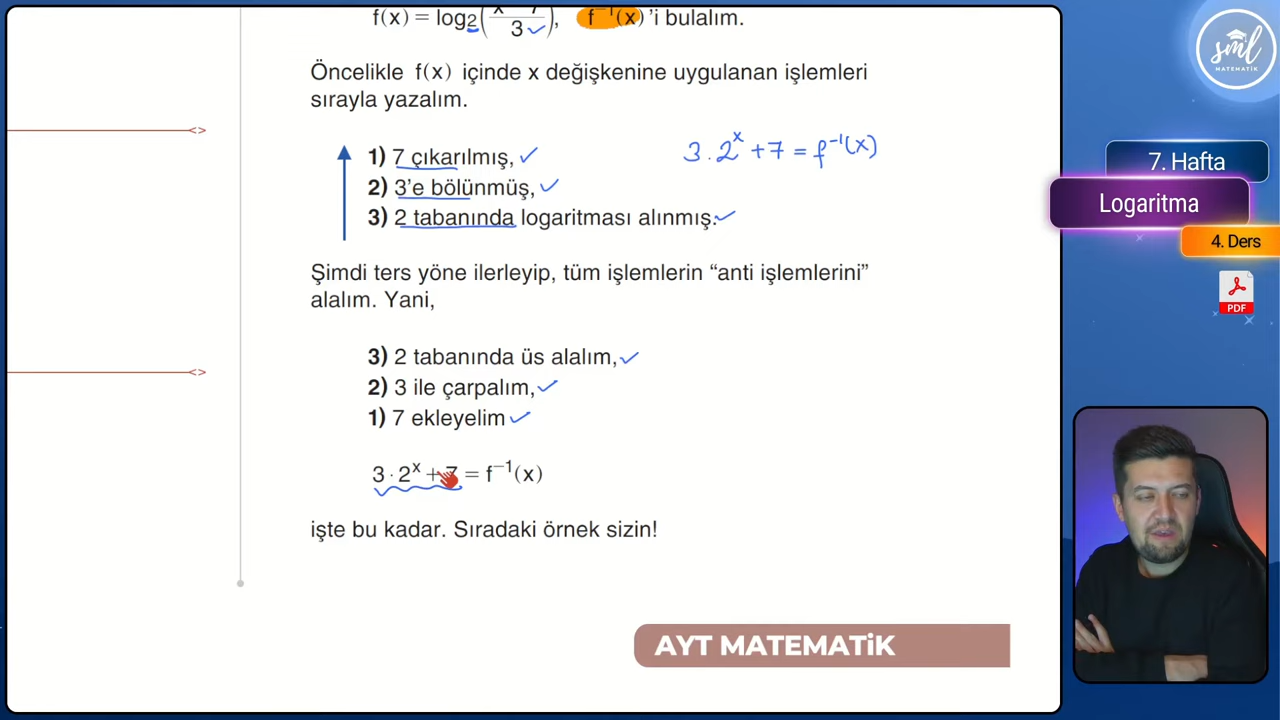 f(x) = log₂(x − 7 / 3), f⁻¹(x)'i bulalım.
Öncelikle f(x) içinde x değişkenine uygulanan işlemleri
sırayla yazalım.
1) 7 çıkarılmış,
2) 3'e bölünmüş,
3) 2 tabanında logaritması alınmış.
3 . 2ˣ + 7 = f⁻¹(x)
Şimdi ters yöne ilerleyip, tüm işlemlerin “anti işlemlerini”
alalım. Yani,
3) 2 tabanında üs alalım,
2) 3 ile çarpalım,
1) 7 ekleyelim
3 · 2ˣ + 7 = f⁻¹(x)
işte bu kadar. Sıradaki örnek sizin!
AYT MATEMATİK
sml
MATEMATİK
7. Hafta
Logaritma
4. Ders
PDF